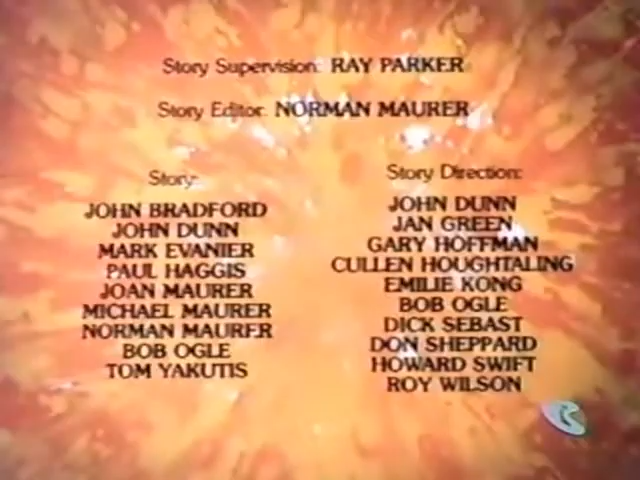 Story Supervision: RAY PARKER
Story Editor: NORMAN MAURER
Story:
JOHN BRADFORD
JOHN DUNN
MARK EVANIER
PAUL HAGGIS
JOAN MAURER
MICHAEL MAURER
NORMAN MAURER
BOB OGLE
TOM YAKUTIS
Story Direction:
JOHN DUNN
JAN GREEN
GARY HOFFMAN
CULLEN HOUGHTALING
EMILIE KONG
BOB OGLE
DICK SEBAST
DON SHEPPARD
HOWARD SWIFT
ROY WILSON